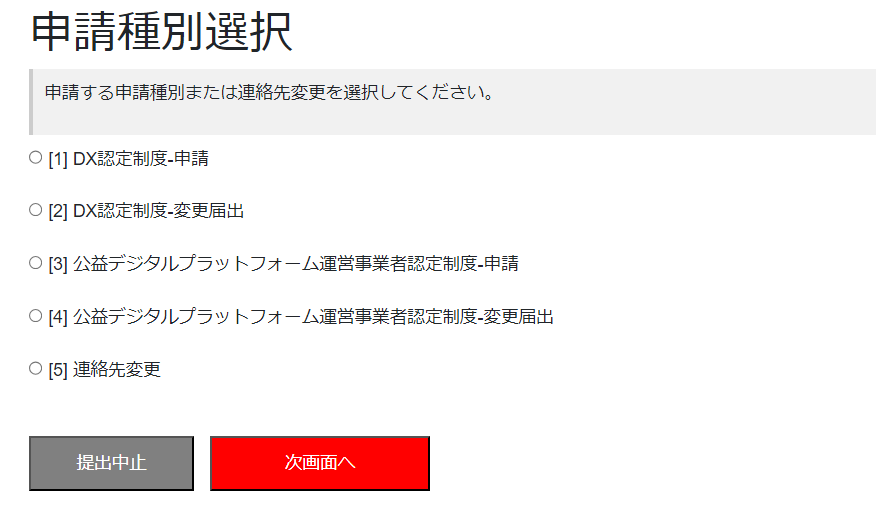 申請種別選択
申請する申請種別または連絡先変更を選択してください。
[1] DX認定制度-申請
[2] DX認定制度-変更届出
[3] 公益デジタルプラットフォーム運営事業者認定制度-申請
[4] 公益デジタルプラットフォーム運営事業者認定制度-変更届出
[5] 連絡先変更
提出中止 次画面へ